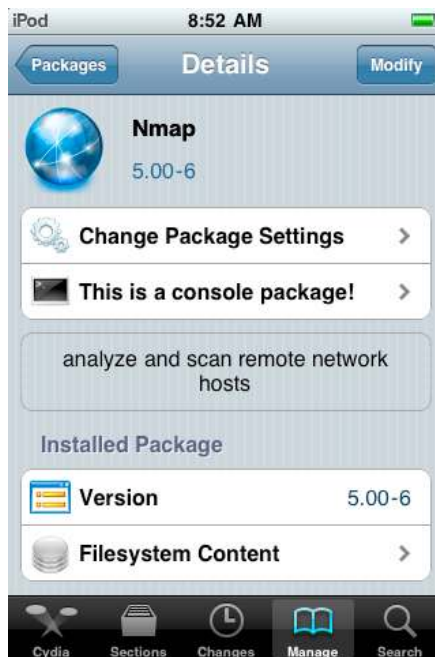 iPod 8:52 AM
Packages Details Modify
Nmap
5.00-6
Change Package Settings
This is a console package!
analyze and scan remote network
hosts
Installed Package
Version 5.00-6
Filesystem Content
Cydia Sections Changes Manage Search